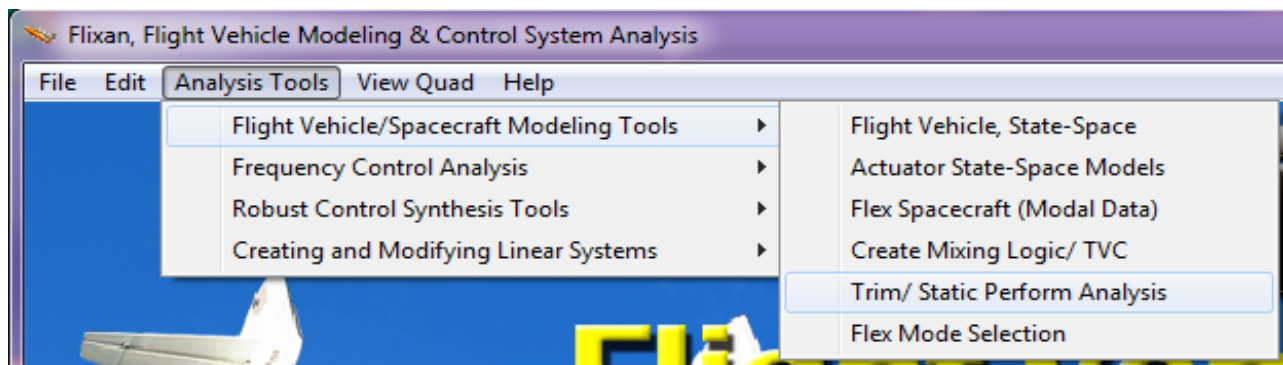 Flixan, Flight Vehicle Modeling & Control System Analysis
File Edit Analysis Tools View Quad Help
Flight Vehicle/Spacecraft Modeling Tools
Frequency Control Analysis
Robust Control Synthesis Tools
Creating and Modifying Linear Systems
Flight Vehicle, State-Space
Actuator State-Space Models
Flex Spacecraft (Modal Data)
Create Mixing Logic/ TVC
Trim/ Static Perform Analysis
Flex Mode Selection